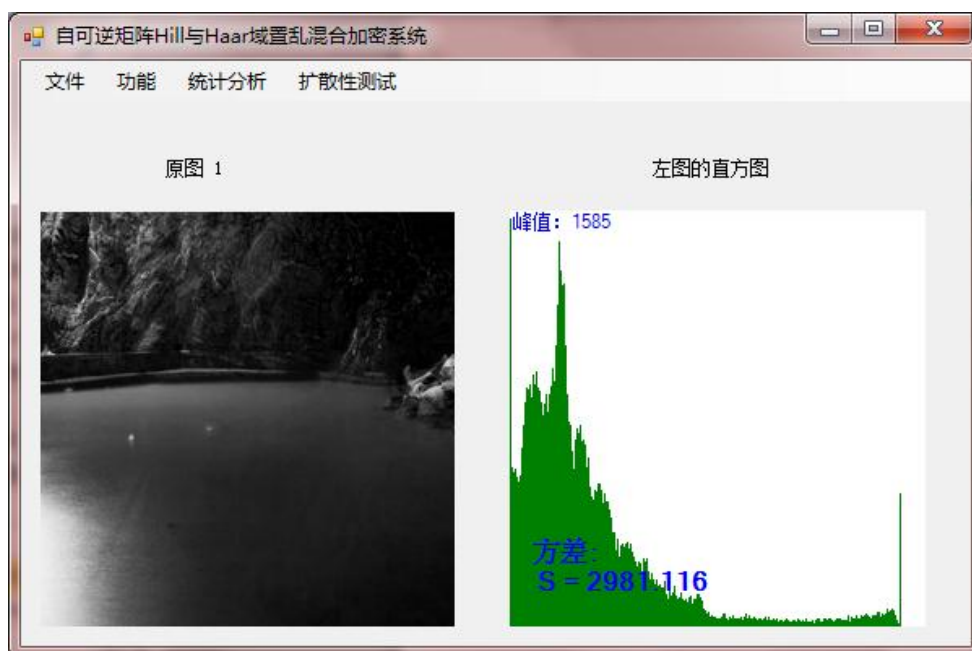 自可逆矩阵Hill与Haar域置乱混合加密系统
文件 功能 统计分析 扩散性测试
原图 1
左图的直方图
峰值: 1585
方差:
S = 2981.116